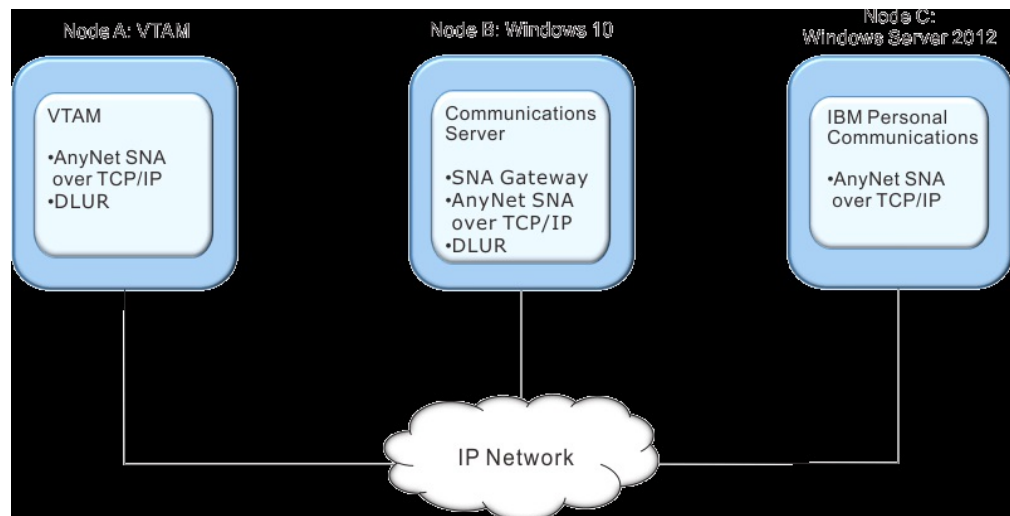 Node A: VTAM
VTAM
•AnyNet SNA
over TCP/IP
•DLUR
Node B: Windows 10
Communications
Server
•SNA Gateway
•AnyNet SNA
over TCP/IP
•DLUR
Node C:
Windows Server 2012
IBM Personal
Communications
•AnyNet SNA
over TCP/IP
IP Network